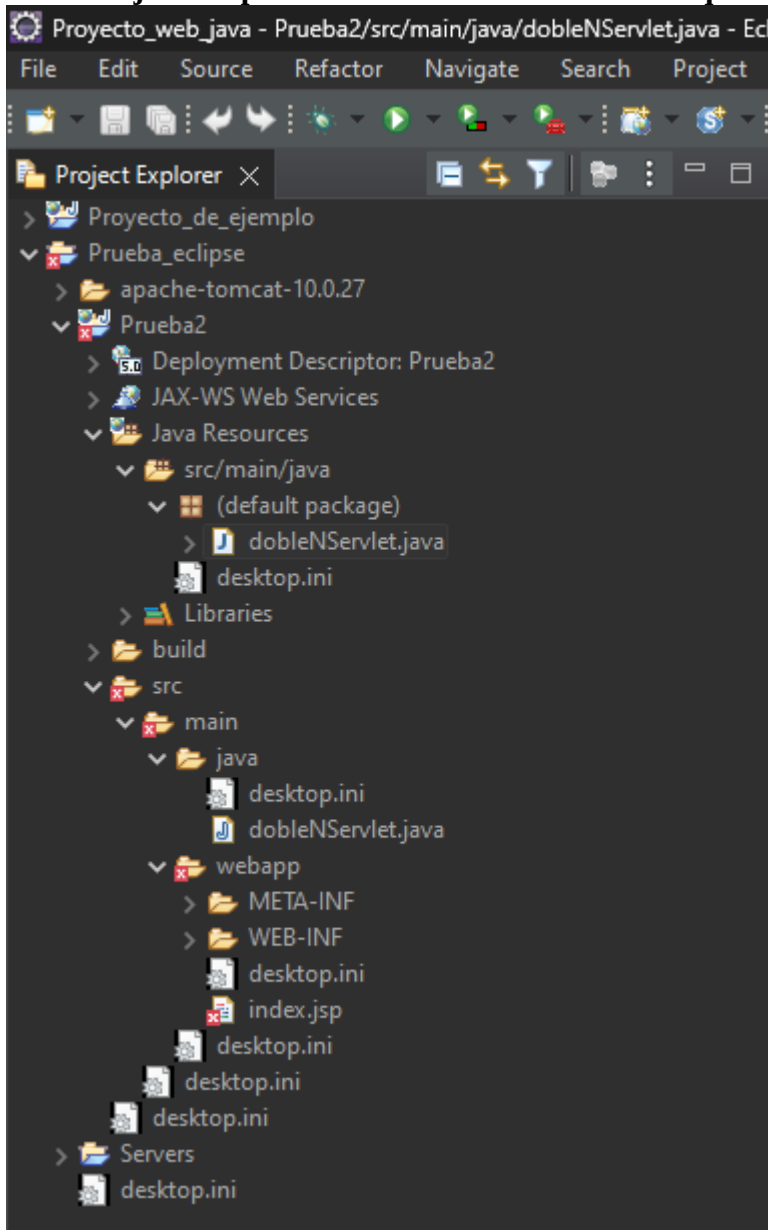 Proyecto_web_java - Prueba2/src/main/java/dobleNServlet.java - Ecl
File Edit Source Refactor Navigate Search Project
Project Explorer
Proyecto_de_ejemplo
Prueba_eclipse
apache-tomcat-10.0.27
Prueba2
Deployment Descriptor: Prueba2
JAX-WS Web Services
Java Resources
src/main/java
(default package)
dobleNServlet.java
desktop.ini
Libraries
build
src
main
java
desktop.ini
dobleNServlet.java
webapp
META-INF
WEB-INF
desktop.ini
index.jsp
desktop.ini
desktop.ini
desktop.ini
Servers
desktop.ini